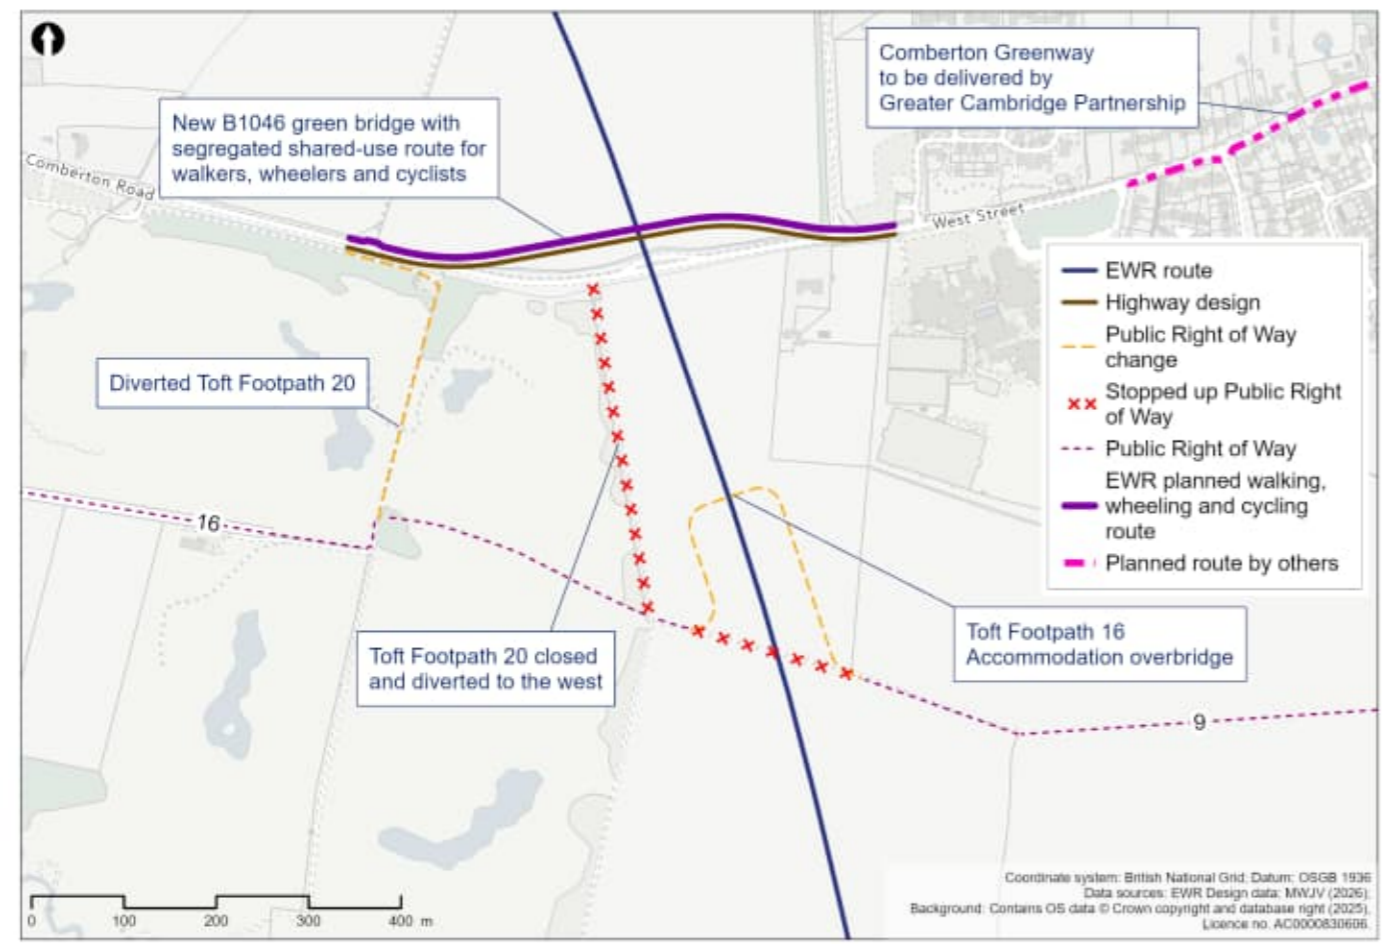 Comberton Greenway
to be delivered by
Greater Cambridge Partnership
New B1046 green bridge with
segregated shared-use route for
walkers, wheelers and cyclists
Comberton Road
West Street
EWR route
Highway design
Public Right of Way
change
Stopped up Public Right
of Way
Public Right of Way
EWR planned walking,
wheeling and cycling
route
Planned route by others
Diverted Toft Footpath 20
16
Toft Footpath 16
Accommodation overbridge
Toft Footpath 20 closed
and diverted to the west
9
Coordinate system: British National Grid; Datum: OSGB 1936
Data sources: EWR Design data: MWJV (2026);
Background: Contains OS data © Crown copyright and database right (2025),
Licence no. AC0000830606.
0 100 200 300 400 m